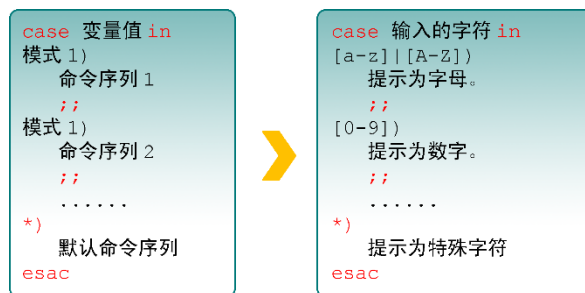 case 变量值 in
模式 1)
命令序列 1
;;
模式 1)
命令序列 2
;;
......
*)
默认命令序列
esac
case 输入的字符 in
[a-z]|[A-Z])
提示为字母。
;;
[0-9])
提示为数字。
;;
......
*)
提示为特殊字符
esac